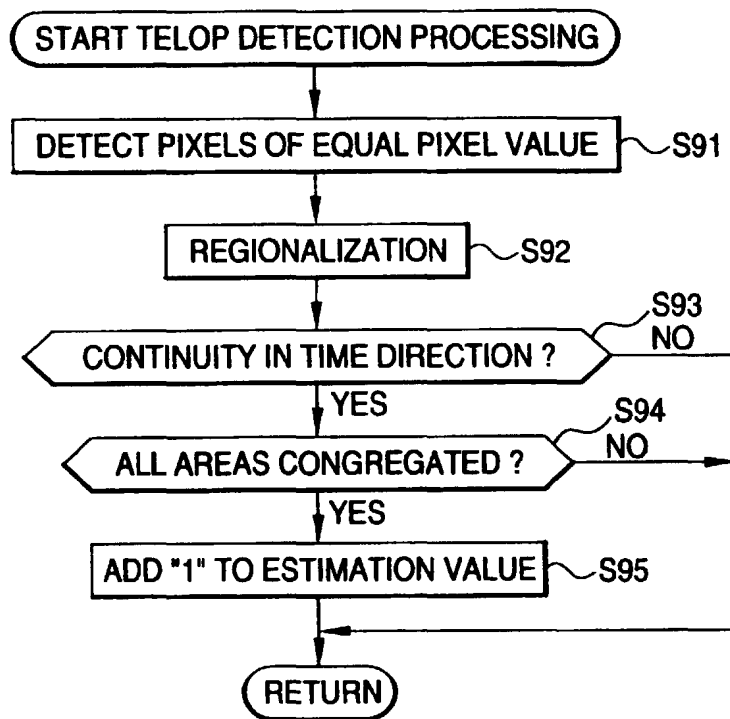 START TELOP DETECTION PROCESSING
DETECT PIXELS OF EQUAL PIXEL VALUE
S91
REGIONALIZATION
S92
S93
CONTINUITY IN TIME DIRECTION ?
NO
YES
S94
ALL AREAS CONGREGATED ?
NO
YES
ADD "1" TO ESTIMATION VALUE
S95
RETURN